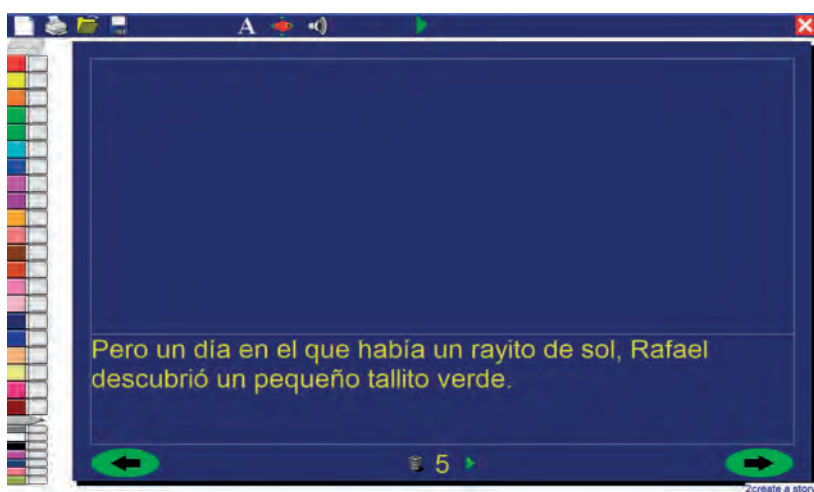 A
Pero un día en el que había un rayito de sol, Rafael
descubrió un pequeño tallito verde.
5
2create a story